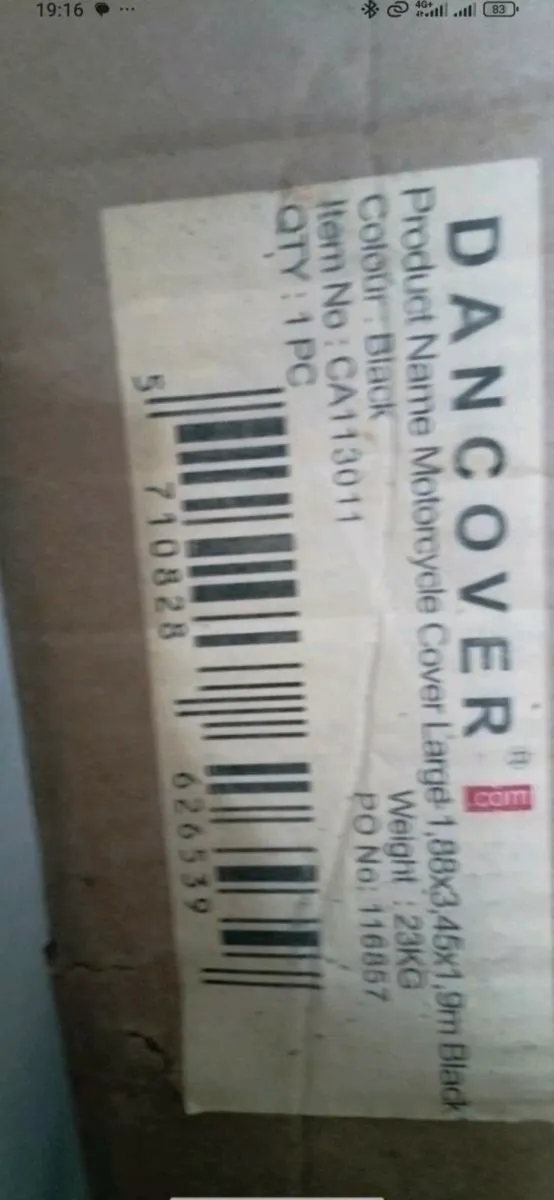 19:16
4G+
83
DANCOVER® .com
Product Name Motorcycle Cover Large 1,88x3,45x1,9m Black
Colour : Black
Weight : 23KG
Item No : CA113011
PO No: 116857
QTY : 1 PC
5 710828 626539